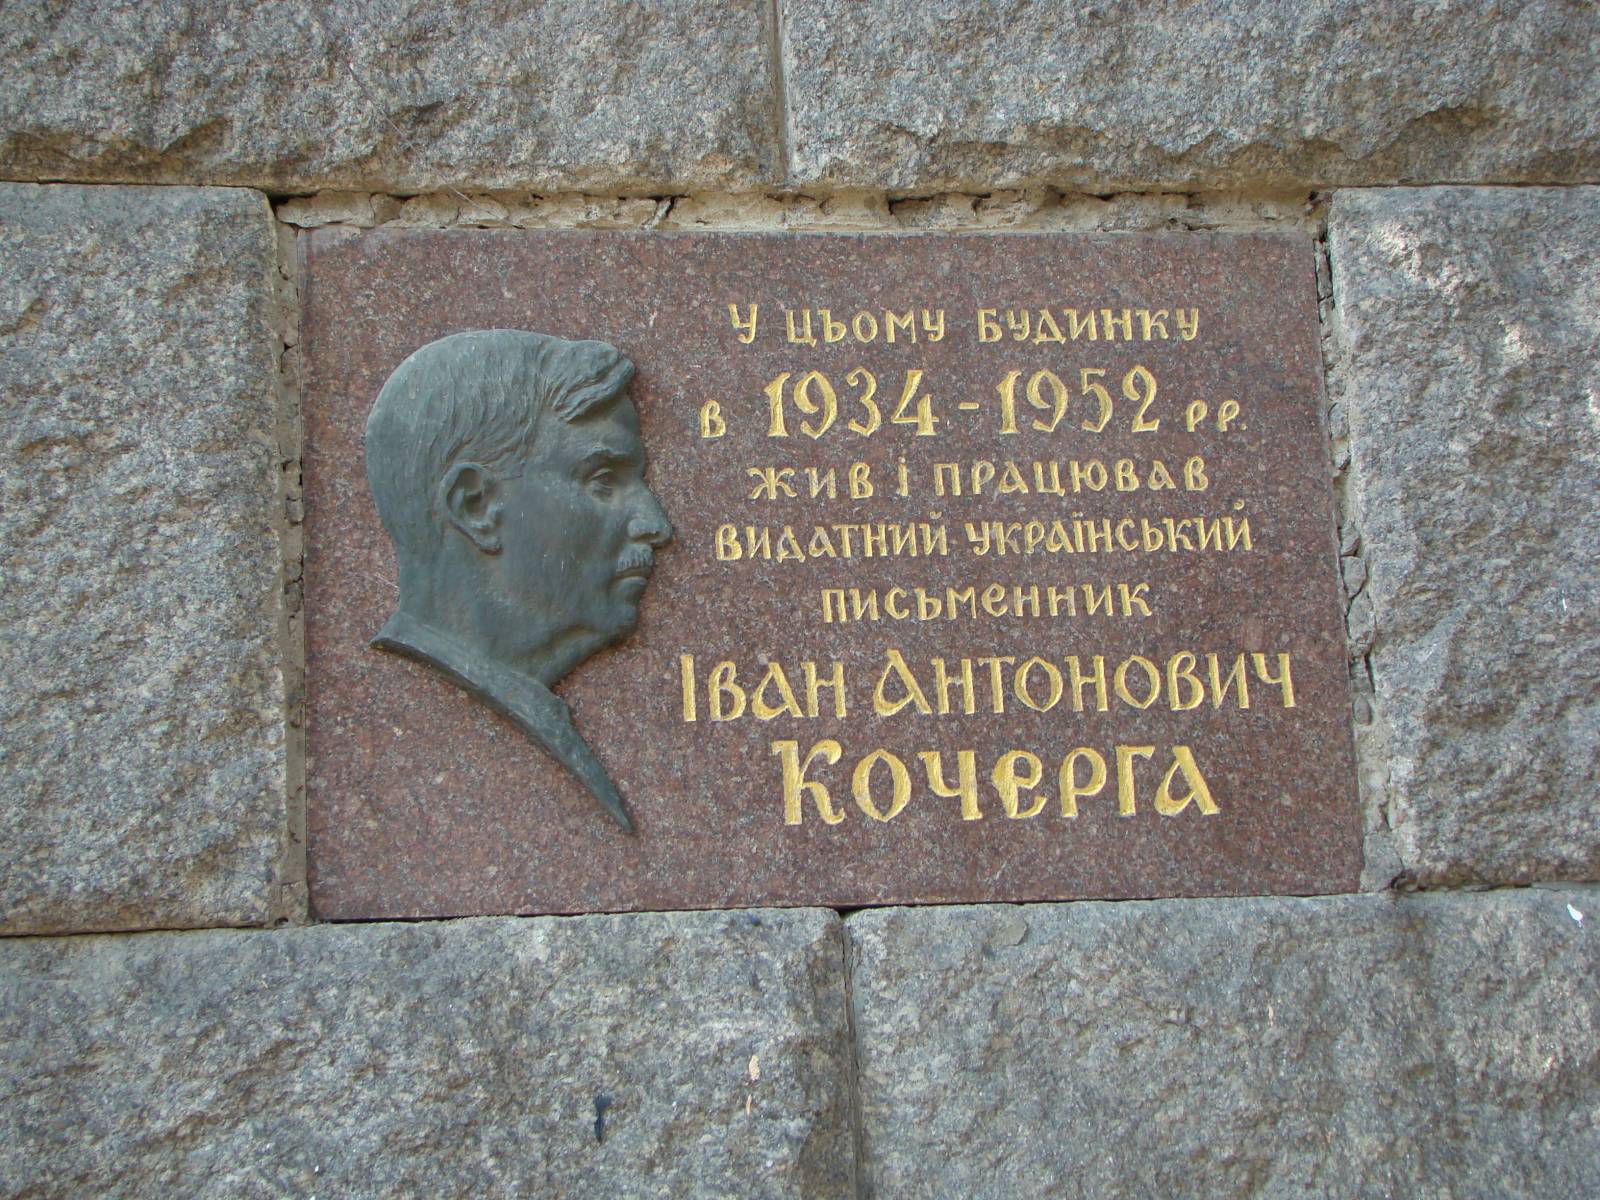 У цьому будинку
в 1934-1952 рр.
жив і працював
видатний український
письменник
Іван Антонович
Кочерга